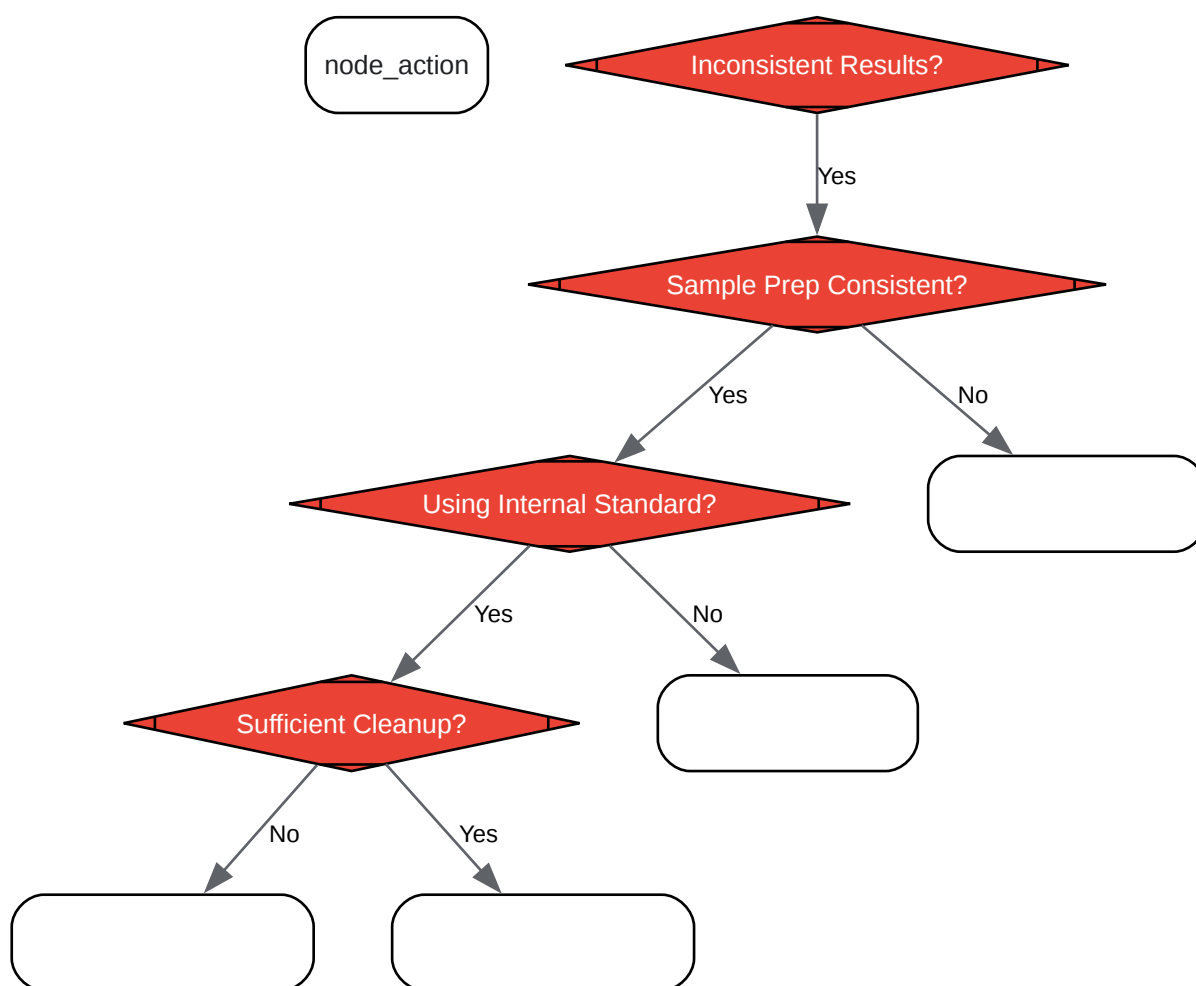 node_action
Inconsistent Results?
Yes
Sample Prep Consistent?
Yes
No
Using Internal Standard?
Yes
No
Sufficient Cleanup?
No
Yes